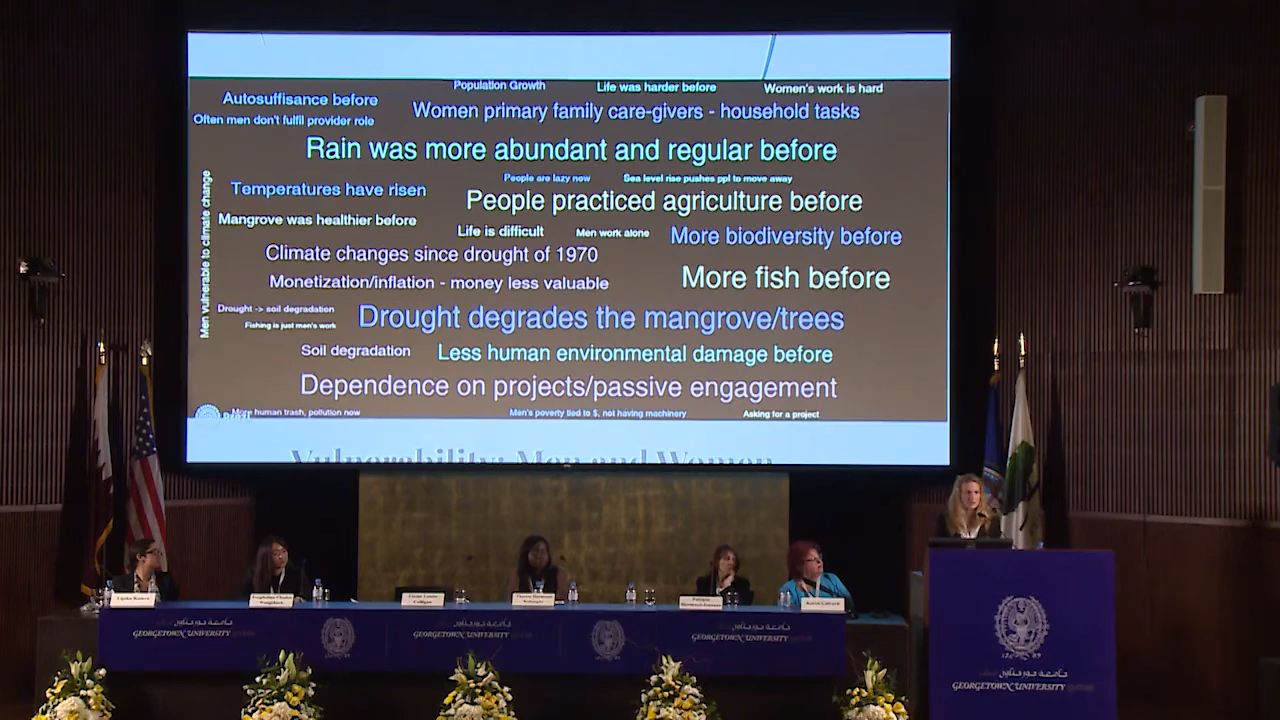 Population Growth
Life was harder before
Women's work is hard
Autosuffisance before
Women primary family care-givers - household tasks
Often men don't fulfil provider role
Rain was more abundant and regular before
People are lazy now
Sea level rise pushes ppl to move away
Men vulnerable to climate change
Temperatures have risen
People practiced agriculture before
Mangrove was healthier before
Life is difficult
Men work alone
More biodiversity before
Climate changes since drought of 1970
Monetization/inflation - money less valuable
More fish before
Drought -> soil degradation
Drought degrades the mangrove/trees
Fishing is just men's work
Soil degradation
Less human environmental damage before
Dependence on projects/passive engagement
More human trash, pollution now
Men's poverty tied to $, not having machinery
Asking for a project
Vulnerability: Men and Women
GEORGETOWN UNIVERSITY
GEORGETOWN UNIVERSITY
GEORGETOWN UNIVERSITY
GEORGETOWN UNIVERSITY